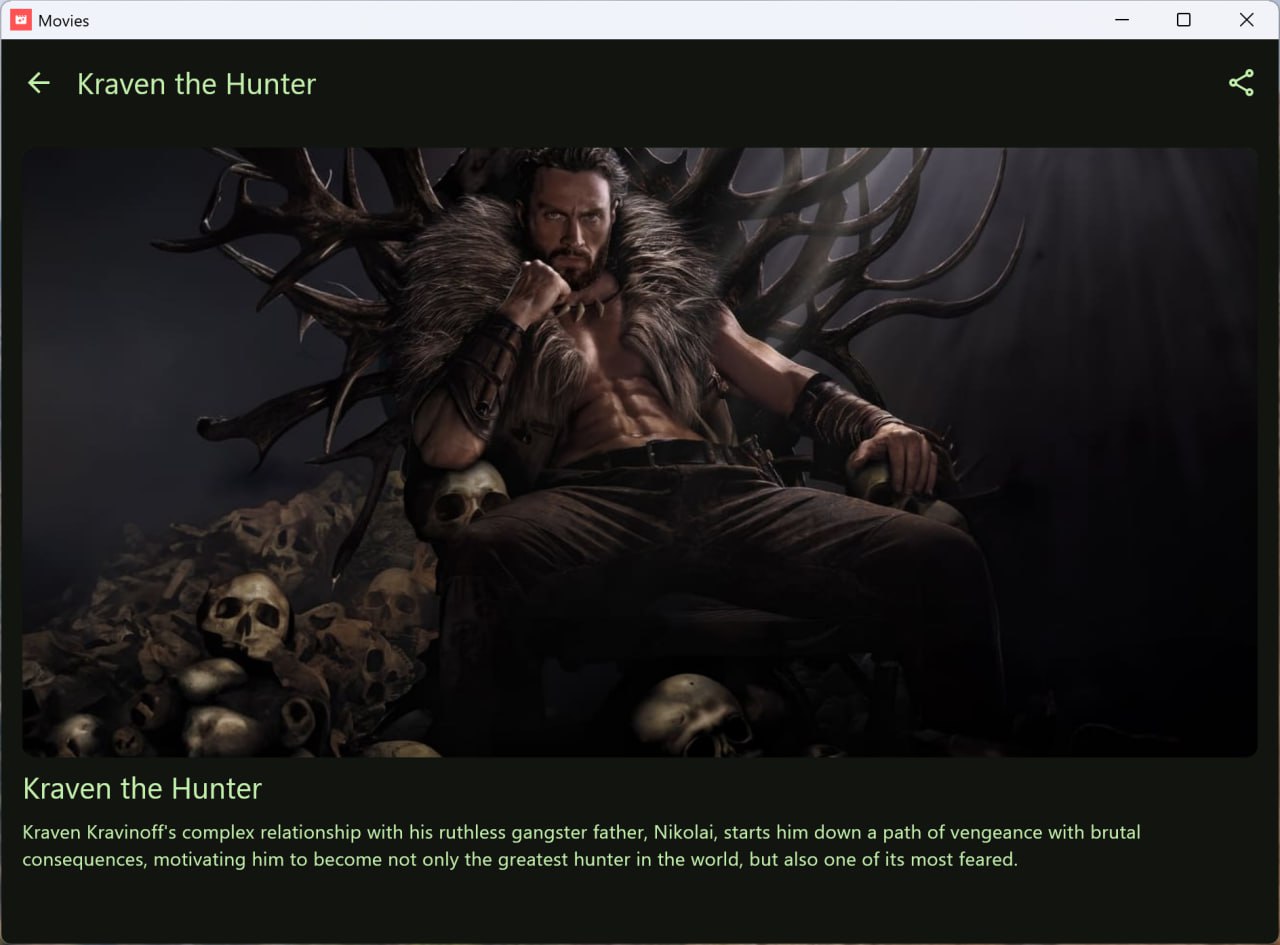 Movies
Kraven the Hunter
Kraven the Hunter
Kraven Kravinoff's complex relationship with his ruthless gangster father, Nikolai, starts him down a path of vengeance with brutal
consequences, motivating him to become not only the greatest hunter in the world, but also one of its most feared.